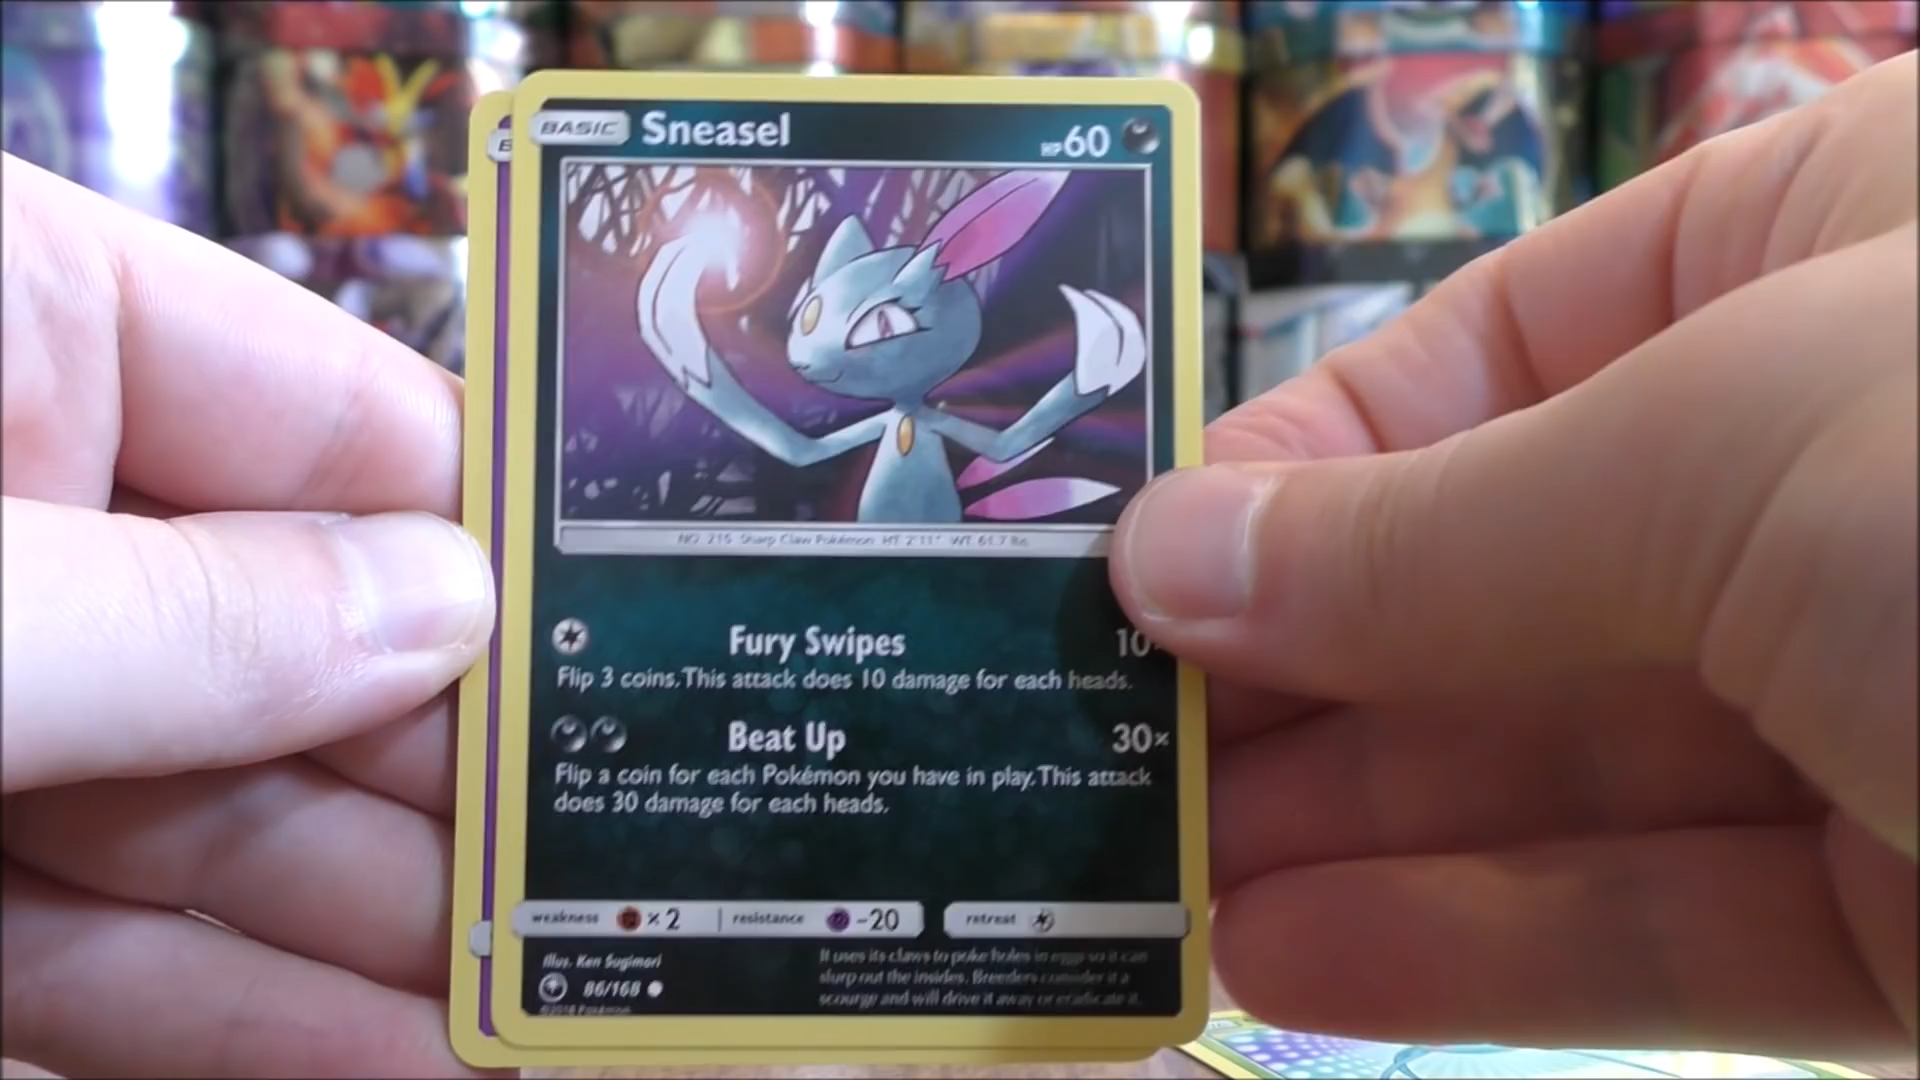 BASIC Sneasel HP 60
NO. 215 Sharp Claw Pokémon HT 2'11" WT 61.7 lbs.
Fury Swipes 10
Flip 3 coins. This attack does 10 damage for each heads.
Beat Up 30×
Flip a coin for each Pokémon you have in play. This attack
does 30 damage for each heads.
weakness ×2 resistance -20 retreat
Illus. Ken Sugimori
86/168
©2018 Pokémon
It uses its claws to poke holes in eggs so it can
slurp out the insides. Breeders consider it a
scourge and will drive it away or eradicate it.